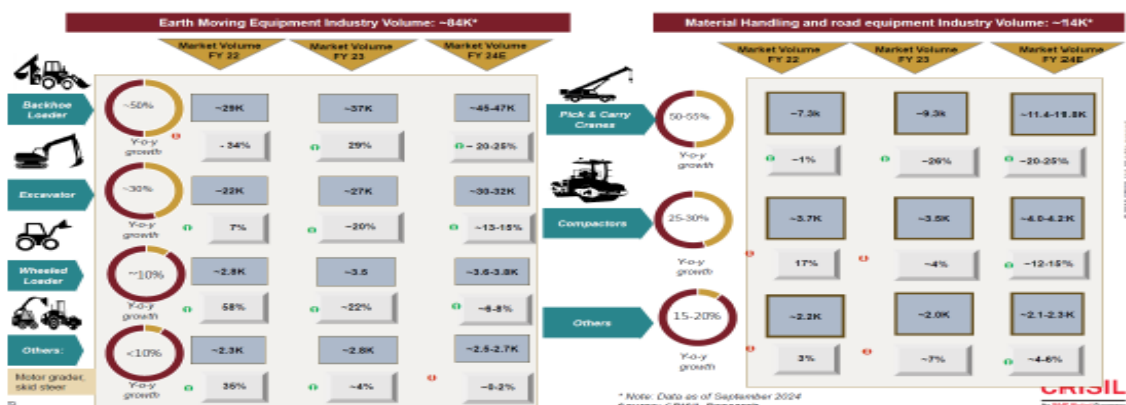 Earth Moving Equipment Industry Volume: ~84K*
Market Volume FY 22
Market Volume FY 23
Market Volume FY 24E
Backhoe Loader
~50%
~29K
~37K
~45-47K
Y-o-y growth
- 34%
29%
~ 20-25%
Excavator
~30%
~22K
~27K
~30-32K
Y-o-y growth
7%
~20%
~13-15%
Wheeled Loader
~10%
~2.8K
~3.5
~3.6-3.8K
Y-o-y growth
58%
~22%
~6-8%
Others:
<10%
~2.3K
~2.8K
~2.5-2.7K
Motor grader, skid steer
Y-o-y growth
35%
~4%
~0-2%
Material Handling and road equipment Industry Volume: ~14K*
Market Volume FY 22
Market Volume FY 23
Market Volume FY 24E
Pick & Carry Cranes
50-55%
~7.3k
~9.3k
Y-o-y growth
~1%
~26%
~20-25%
Compactors
25-30%
~3.7K
~3.5K
~4.0-4.2K
Y-o-y growth
17%
~4%
~12-15%
Others
15-20%
~2.2K
~2.0K
~2.1-2.3K
Y-o-y growth
3%
~7%
~4-6%
* Note: Data as of September 2024
CRISIL